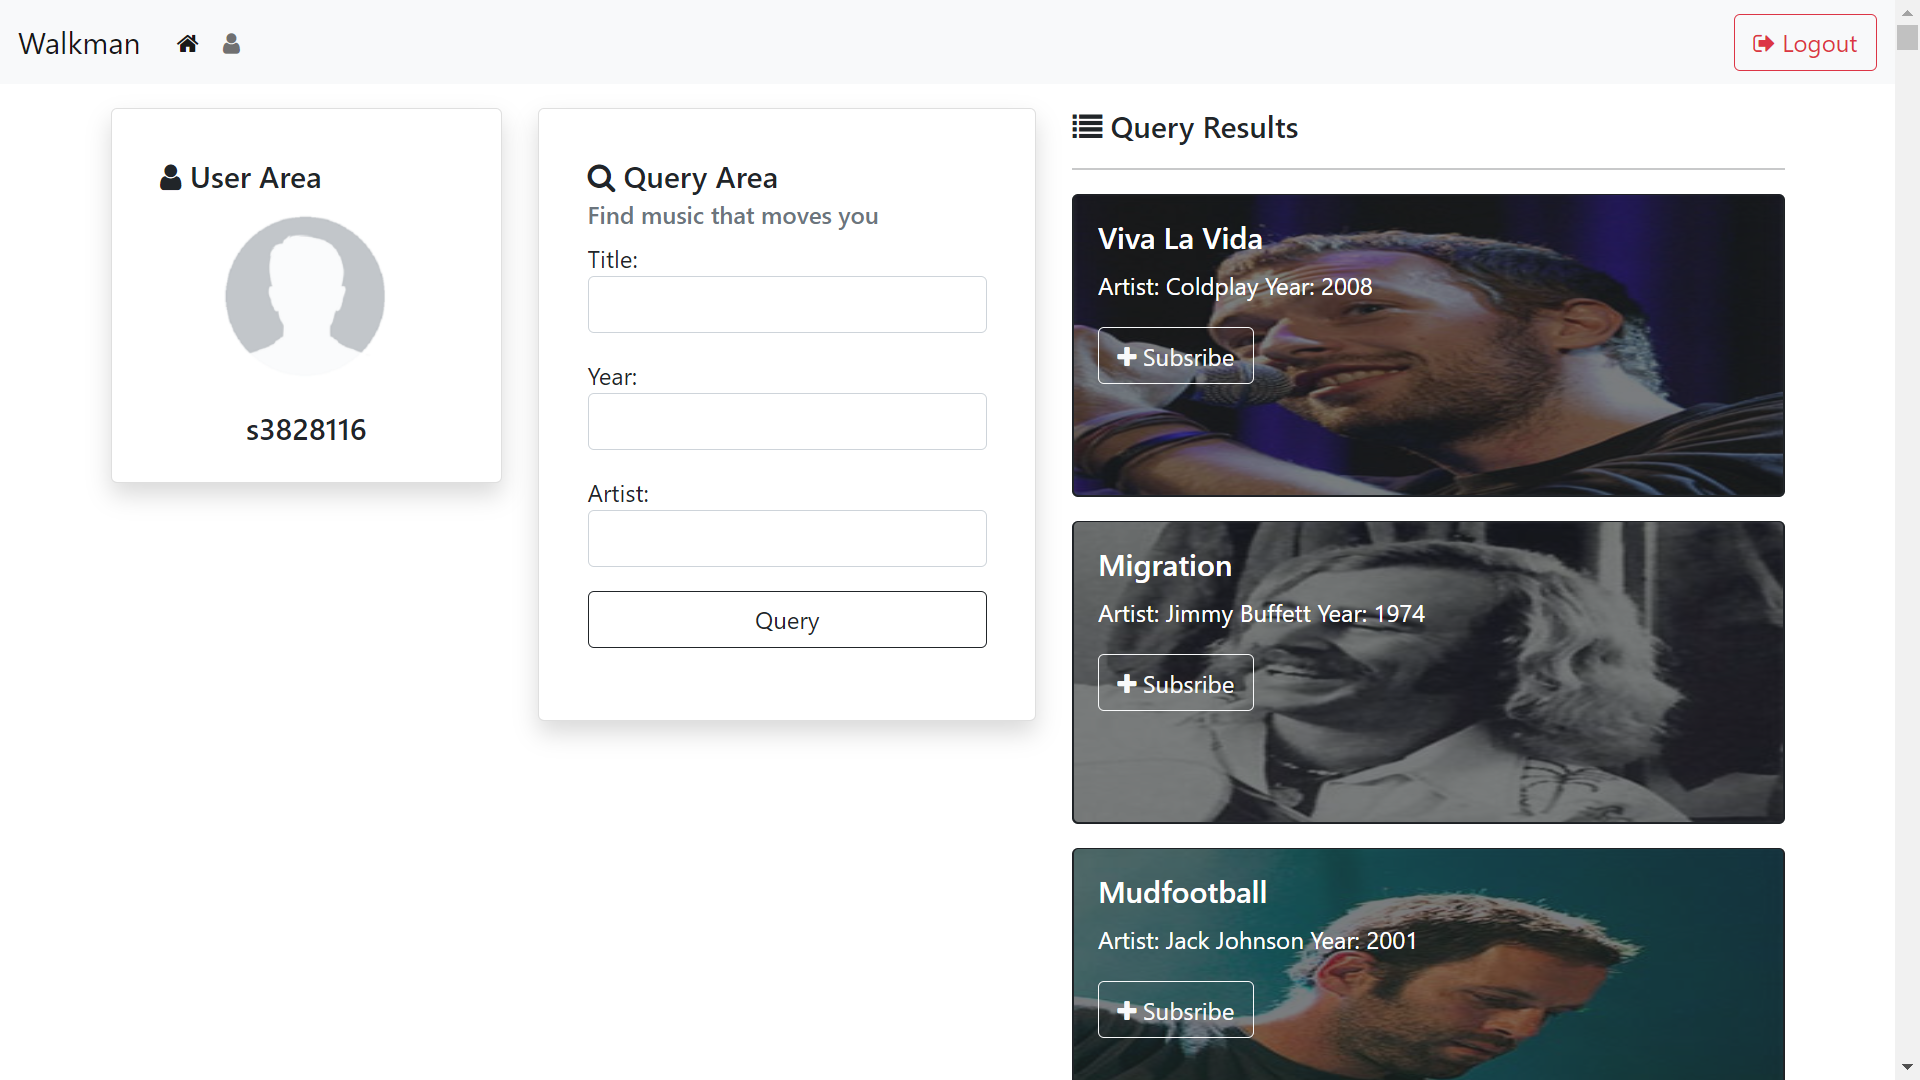 Walkman
Logout
User Area
s3828116
Query Area
Find music that moves you
Title:
Year:
Artist:
Query
Query Results
Viva La Vida
Artist: Coldplay Year: 2008
Subsribe
Migration
Artist: Jimmy Buffett Year: 1974
Subsribe
Mudfootball
Artist: Jack Johnson Year: 2001
Subsribe